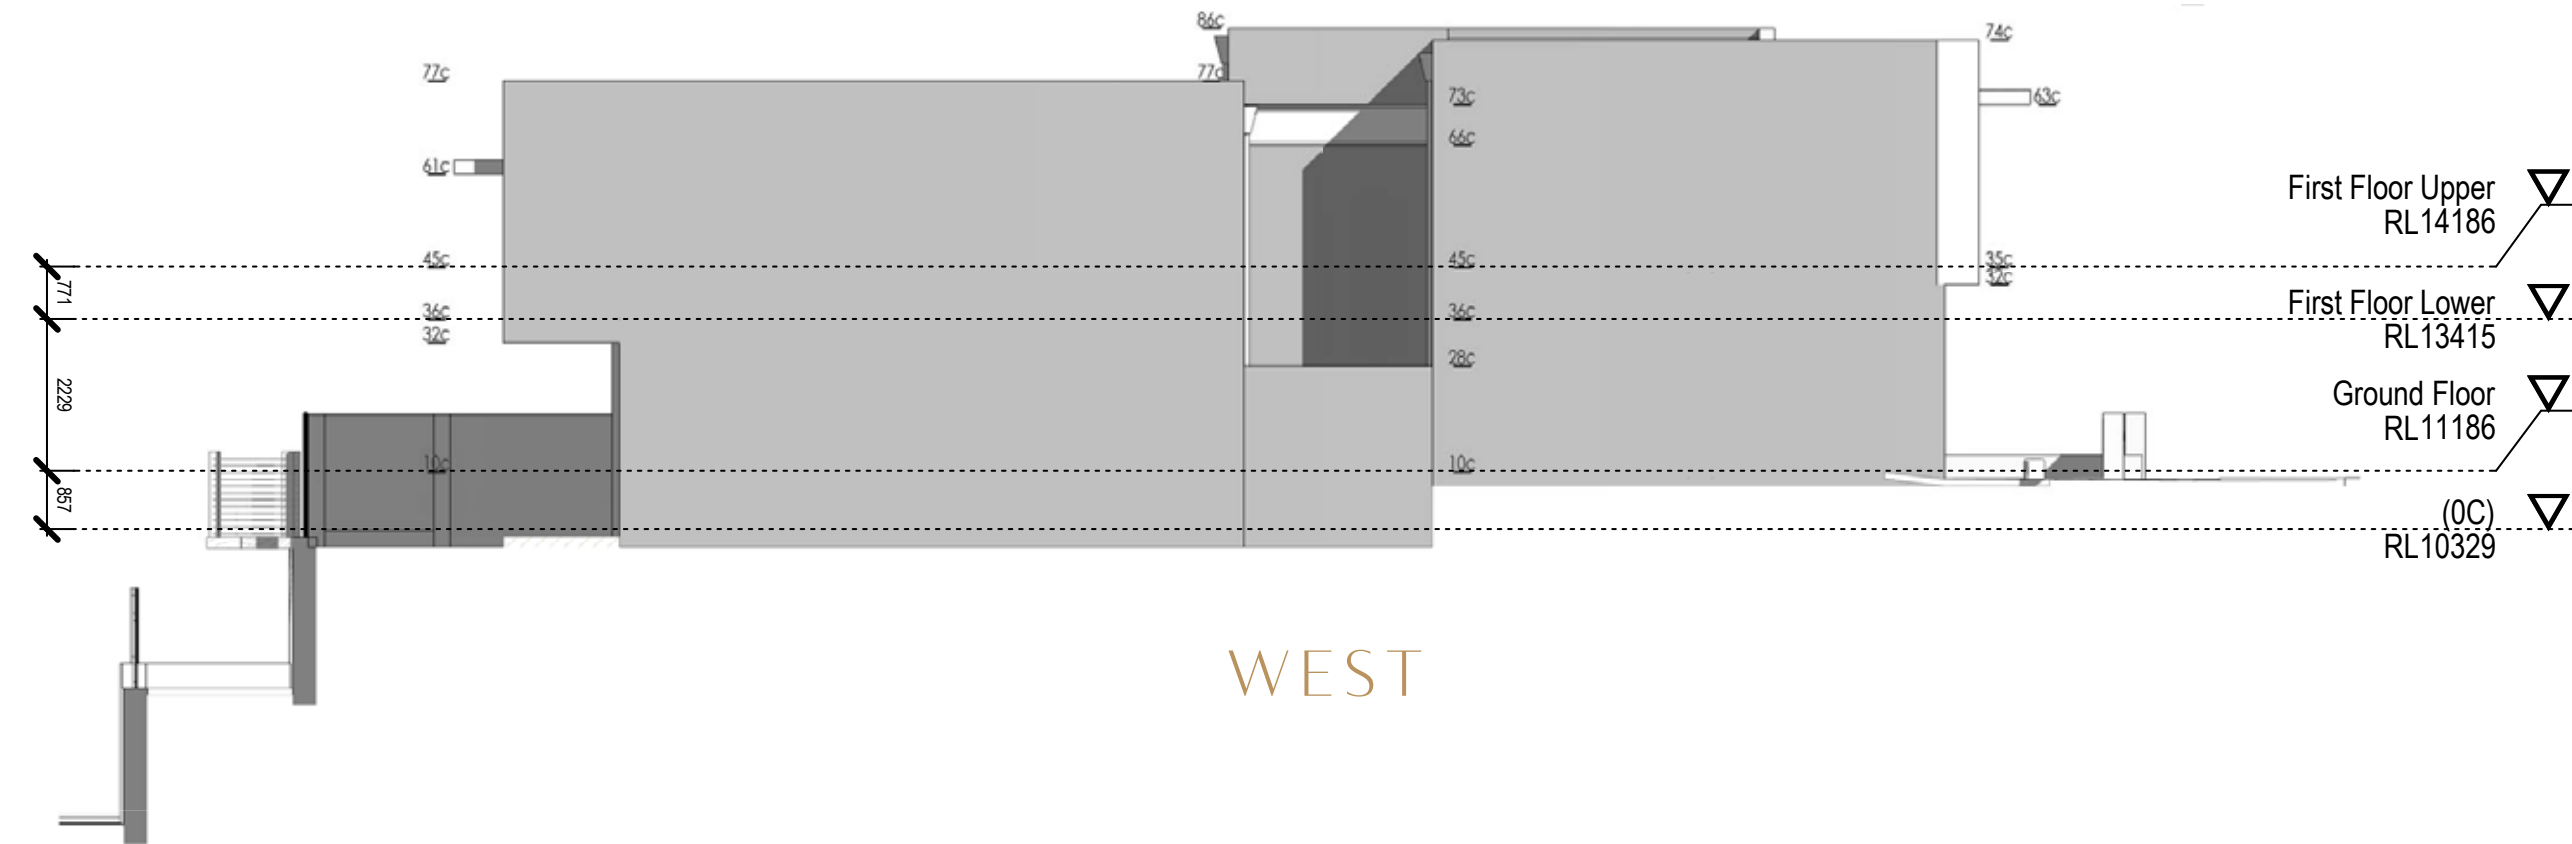 86c
74c
77c
77c
73c
63c
66c
61c
First Floor Upper
RL14186
45c
45c
35c
32c
771
First Floor Lower
RL13415
36c
36c
32c
28c
2229
Ground Floor
RL11186
10c
10c
857
(0C)
RL10329
WEST